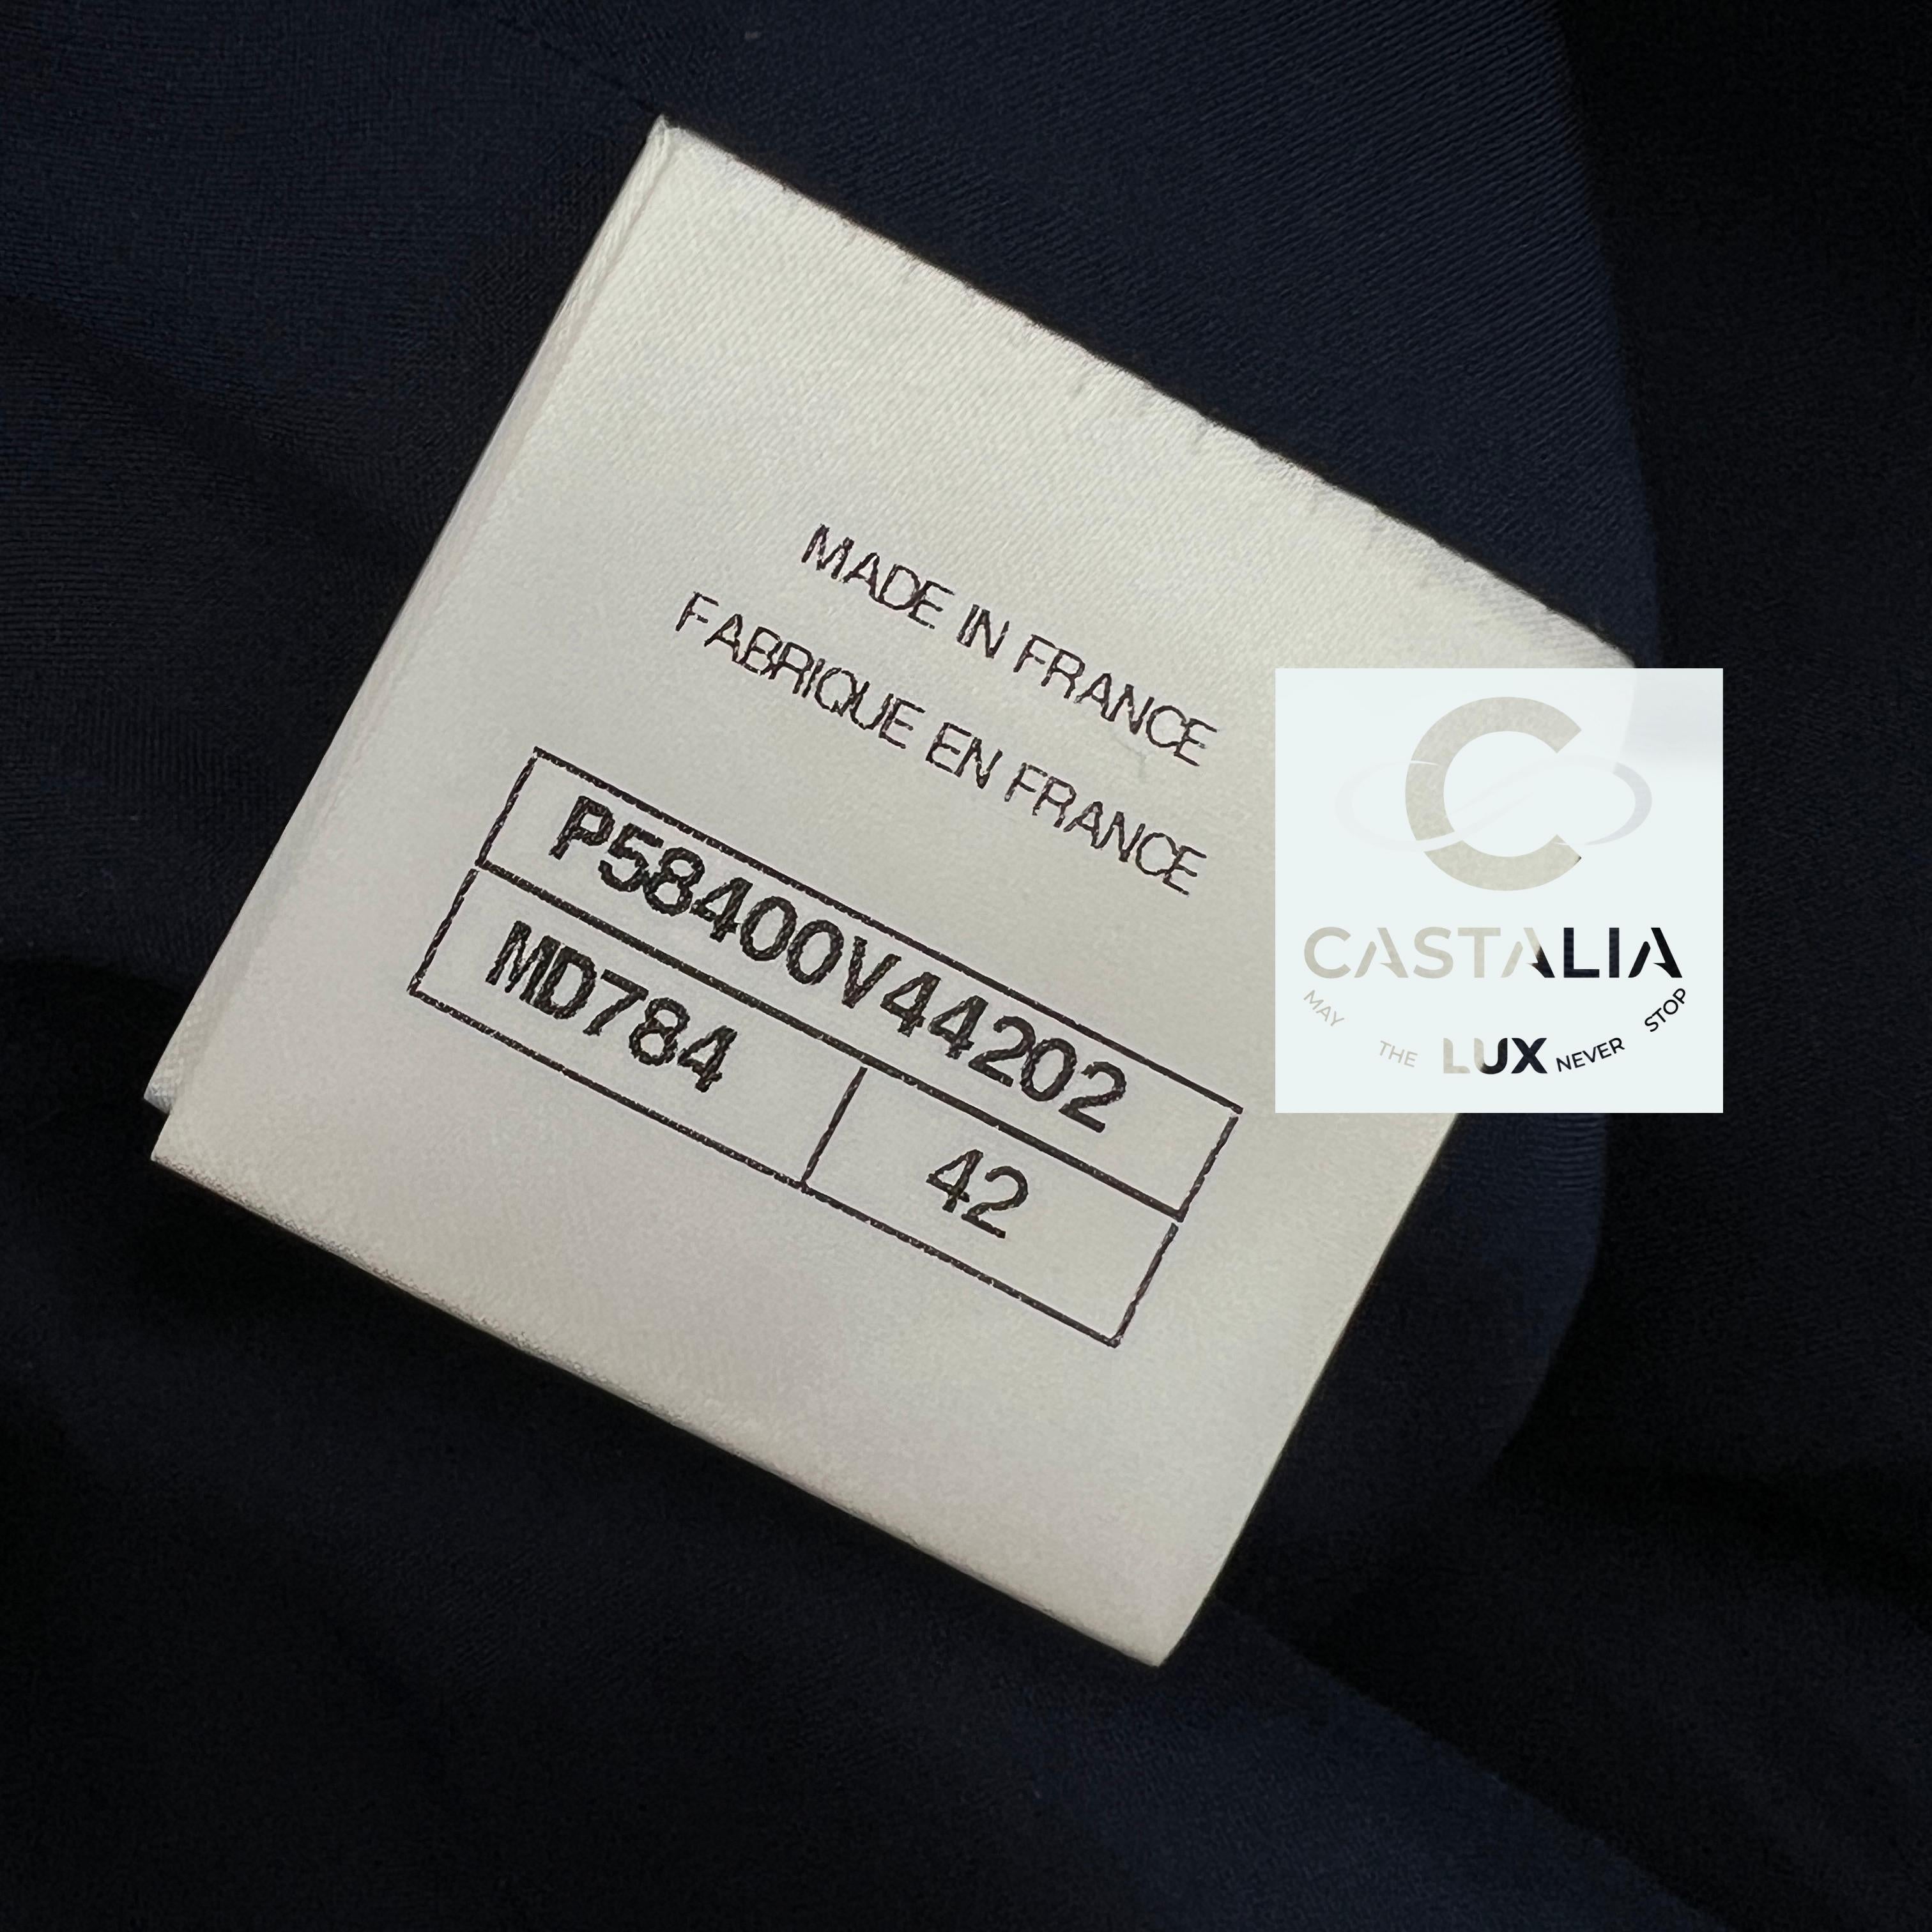 MADE IN FRANCE
FABRIQUE EN FRANCE
P58400V44202
MD784
42
CASTALIA
MAY THE LUX NEVER STOP